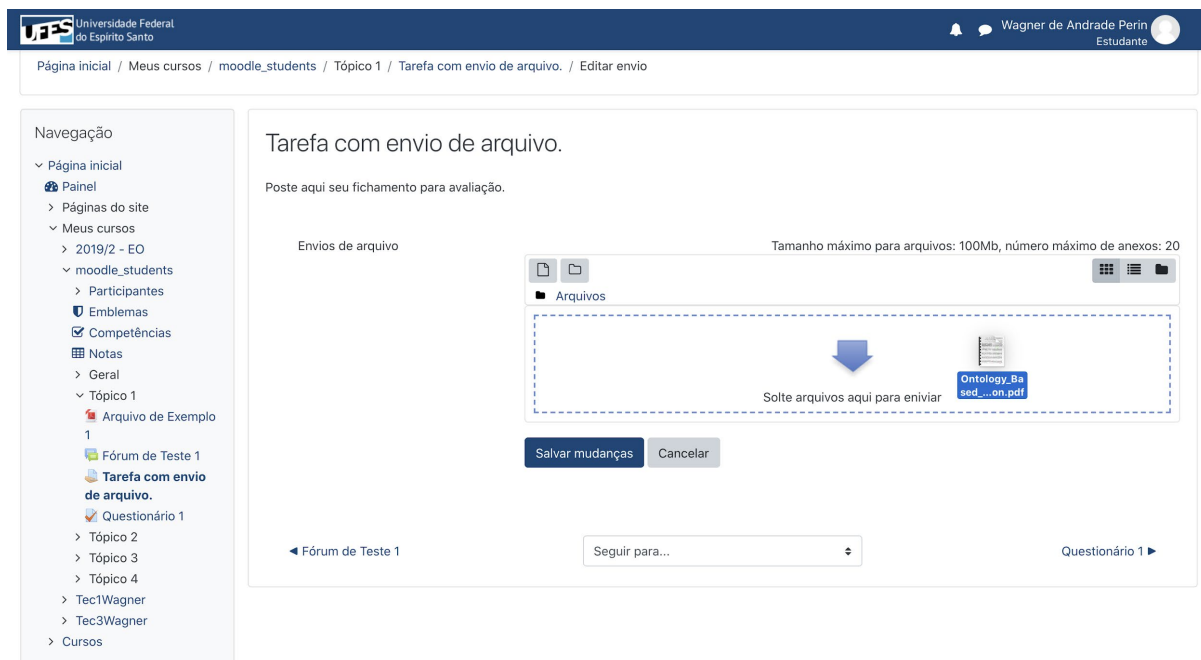 UFES Universidade Federal
do Espírito Santo
Wagner de Andrade Perin
Estudante
Página inicial / Meus cursos / moodle_students / Tópico 1 / Tarefa com envio de arquivo. / Editar envio
Navegação
Página inicial
Painel
Páginas do site
Meus cursos
2019/2 - EO
moodle_students
Participantes
Emblemas
Competências
Notas
Geral
Tópico 1
Arquivo de Exemplo
1
Fórum de Teste 1
Tarefa com envio
de arquivo.
Questionário 1
Tópico 2
Tópico 3
Tópico 4
Tec1Wagner
Tec3Wagner
Cursos
Tarefa com envio de arquivo.
Poste aqui seu fichamento para avaliação.
Envios de arquivo
Tamanho máximo para arquivos: 100Mb, número máximo de anexos: 20
Arquivos
Solte arquivos aqui para eniviar
Ontology_Ba
sed_...on.pdf
Salvar mudanças Cancelar
◄ Fórum de Teste 1
Seguir para...
Questionário 1 ►